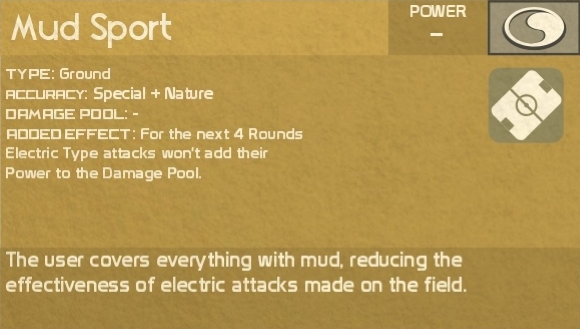 Mud Sport
POWER
–
TYPE: Ground
ACCURACY: Special + Nature
DAMAGE POOL: -
ADDED EFFECT: For the next 4 Rounds
Electric Type attacks won't add their
Power to the Damage Pool.
The user covers everything with mud, reducing the
effectiveness of electric attacks made on the field.